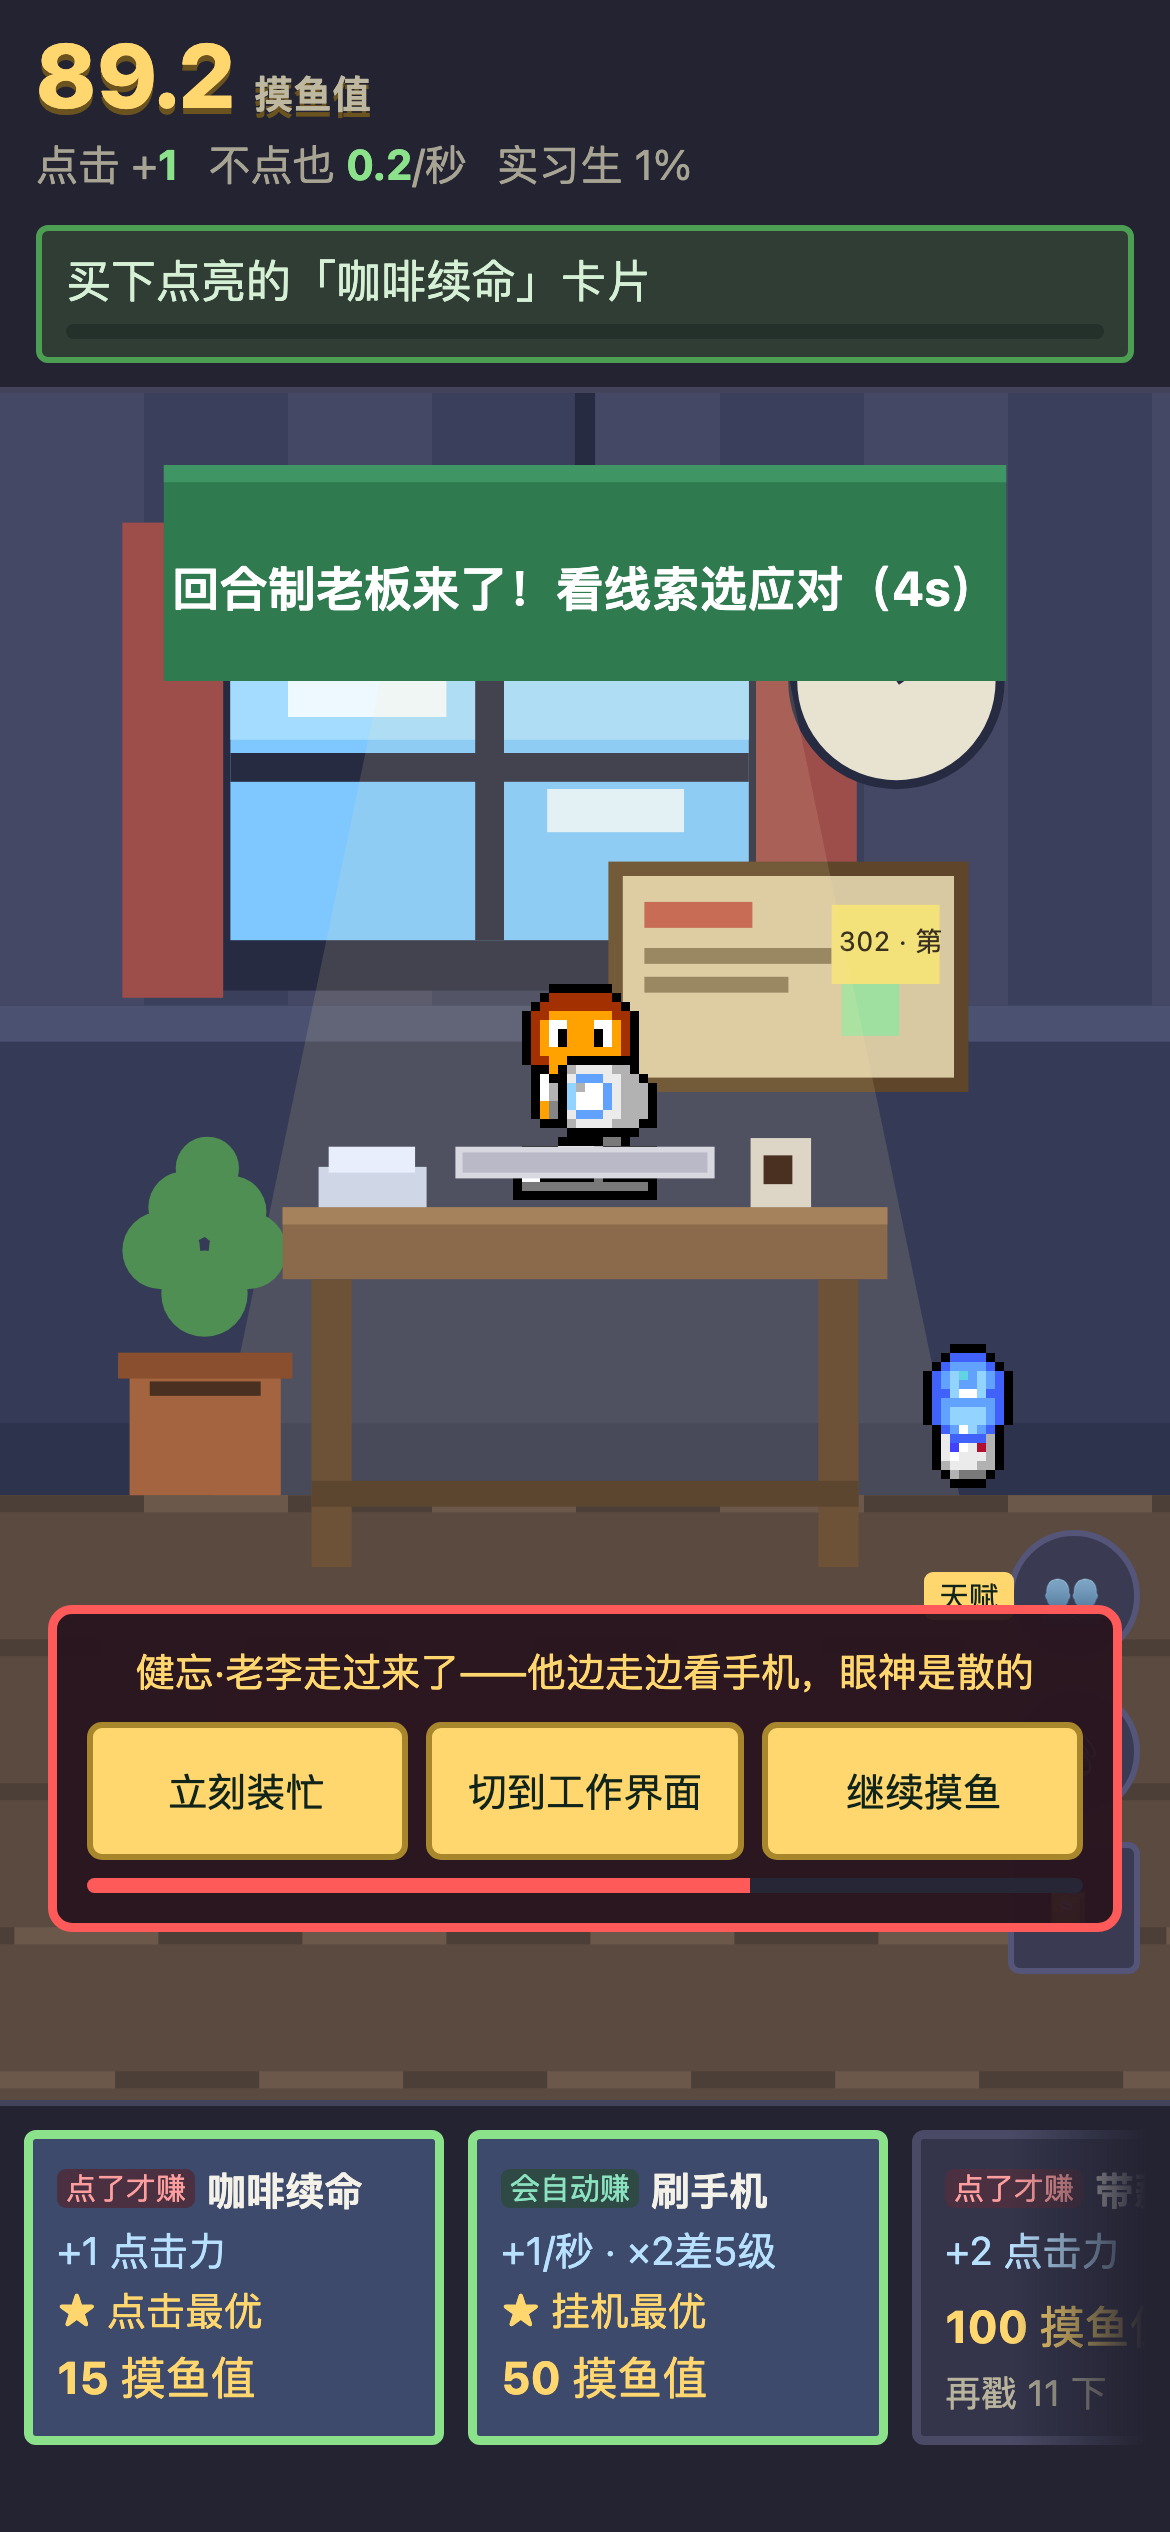 89.2 摸鱼值
点击 +1 不点也 0.2/秒 实习生 1%
买下点亮的「咖啡续命」卡片
回合制老板来了！看线索选应对（4s）
302 · 第
天赋
健忘·老李走过来了——他边走边看手机，眼神是散的
立刻装忙 切到工作界面 继续摸鱼
点了才赚 咖啡续命
+1 点击力
★ 点击最优
15 摸鱼值
会自动赚 刷手机
+1/秒 · ×2差5级
★ 挂机最优
50 摸鱼值
点了才赚 带
+2 点击力
100 摸鱼
再戳 11 下